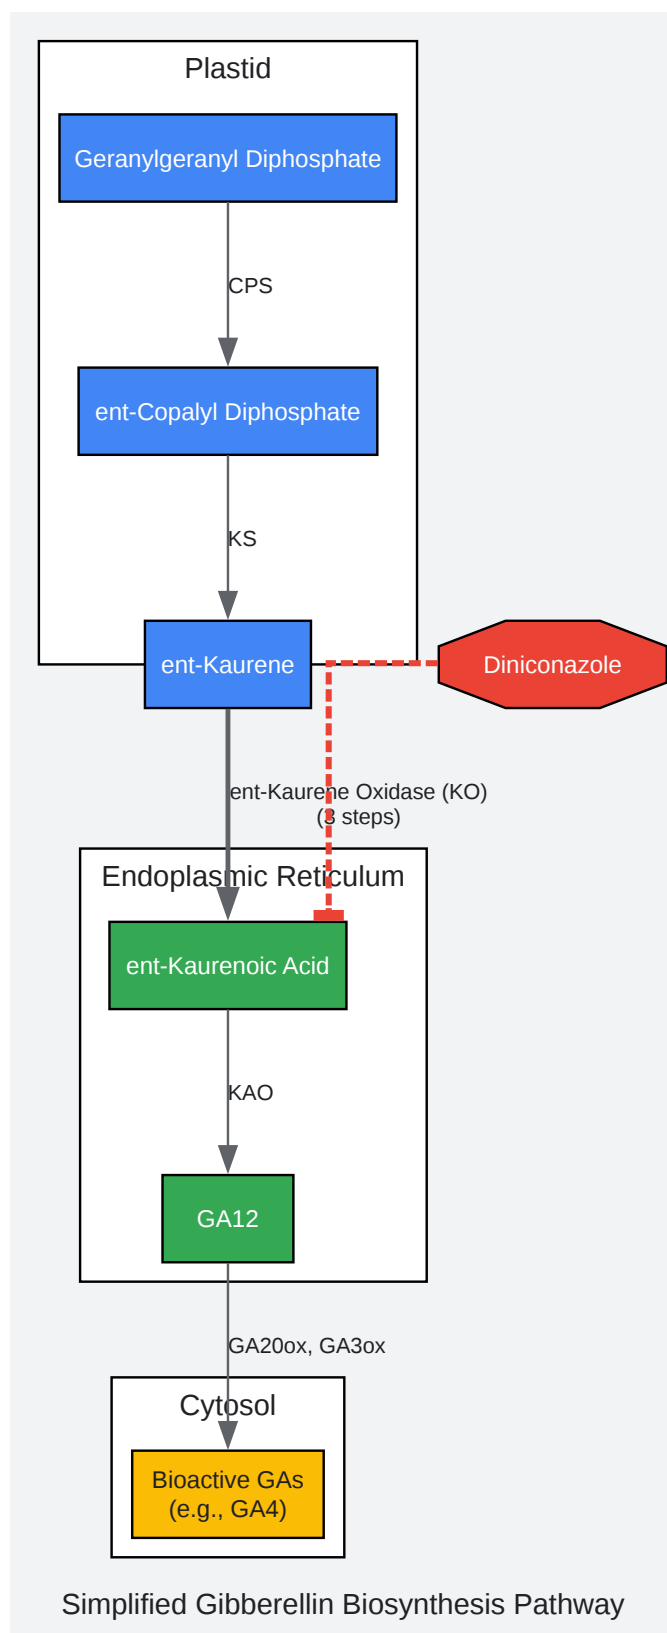 Plastid
Geranylgeranyl Diphosphate
CPS
ent-Copalyl Diphosphate
KS
ent-Kaurene
Diniconazole
ent-Kaurene Oxidase (KO)
(3 steps)
Endoplasmic Reticulum
ent-Kaurenoic Acid
KAO
GA12
GA20ox, GA3ox
Cytosol
Bioactive GAs
(e.g., GA4)
Simplified Gibberellin Biosynthesis Pathway